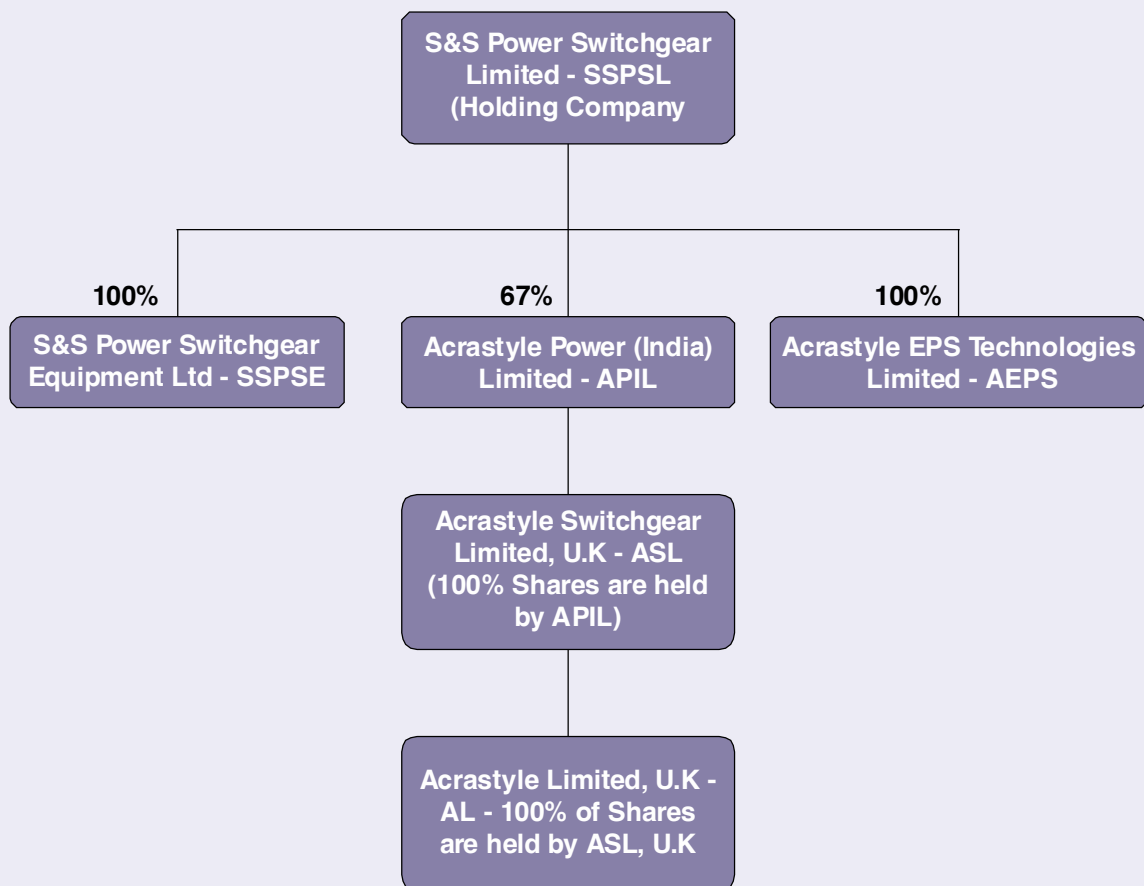 S&S Power Switchgear
Limited - SSPSL
(Holding Company
100%
67%
100%
S&S Power Switchgear
Equipment Ltd - SSPSE
Acrastyle Power (India)
Limited - APIL
Acrastyle EPS Technologies
Limited - AEPS
Acrastyle Switchgear
Limited, U.K - ASL
(100% Shares are held
by APIL)
Acrastyle Limited, U.K -
AL - 100% of Shares
are held by ASL, U.K